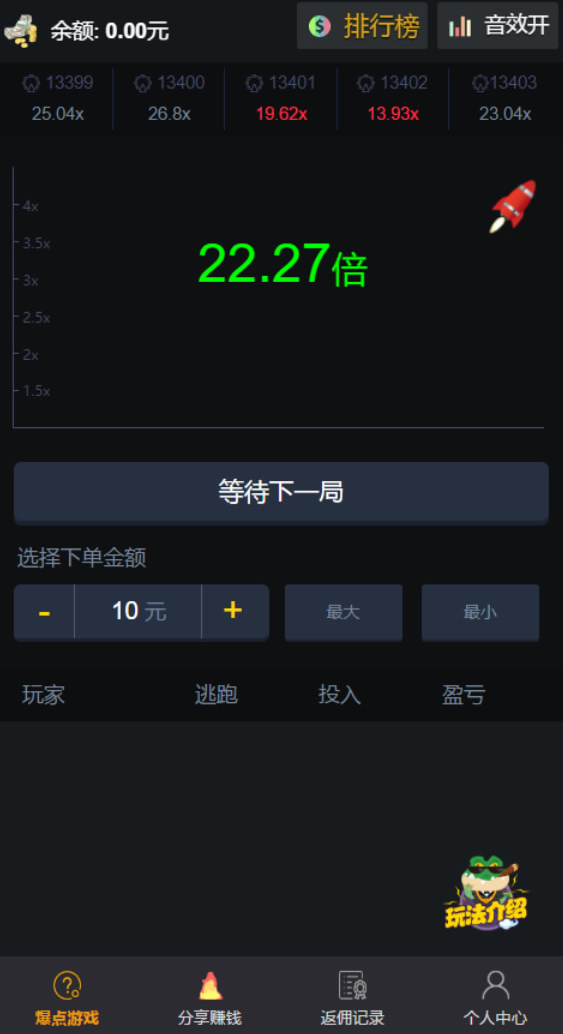 余额: 0.00元
排行榜
音效开
13399 13400 13401 13402 13403
25.04x 26.8x 19.62x 13.93x 23.04x
4x
3.5x
3x
2.5x
2x
1.5x
22.27倍
等待下一局
选择下单金额
- 10 元 + 最大 最小
玩家 逃跑 投入 盈亏
玩法介绍
爆点游戏 分享赚钱 返佣记录 个人中心